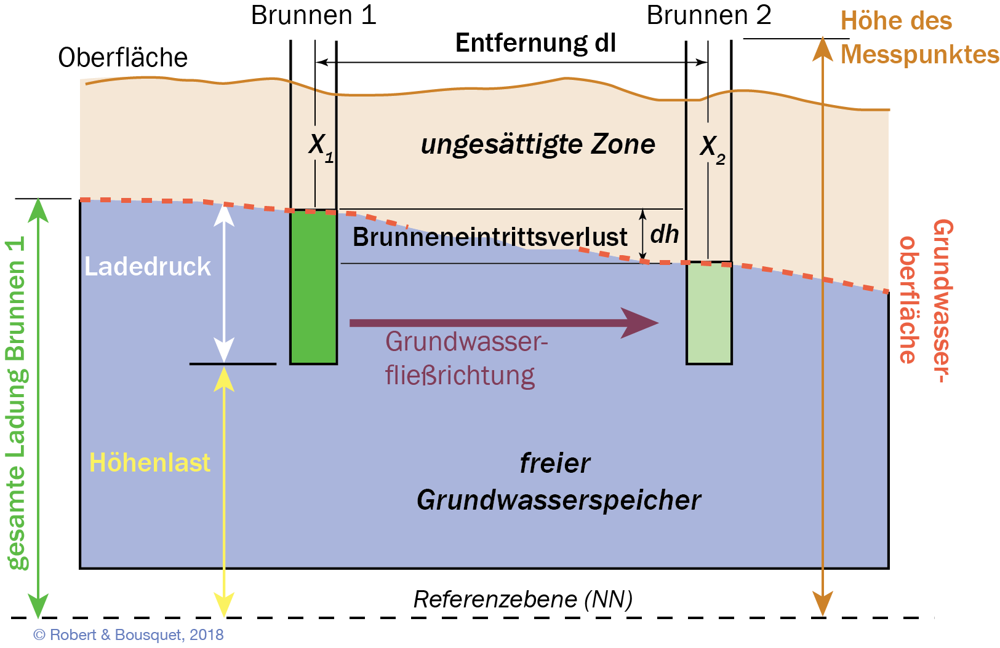 Brunnen 1
Brunnen 2
Höhe des
Messpunktes
Entfernung dl
Oberfläche
X1
ungesättigte Zone
X2
Brunneneintrittsverlust
dh
Ladedruck
Grundwasser-
oberfläche
gesamte Ladung Brunnen 1
Grundwasser-
fließrichtung
Höhenlast
freier
Grundwasserspeicher
Referenzebene (NN)
© Robert & Bousquet, 2018